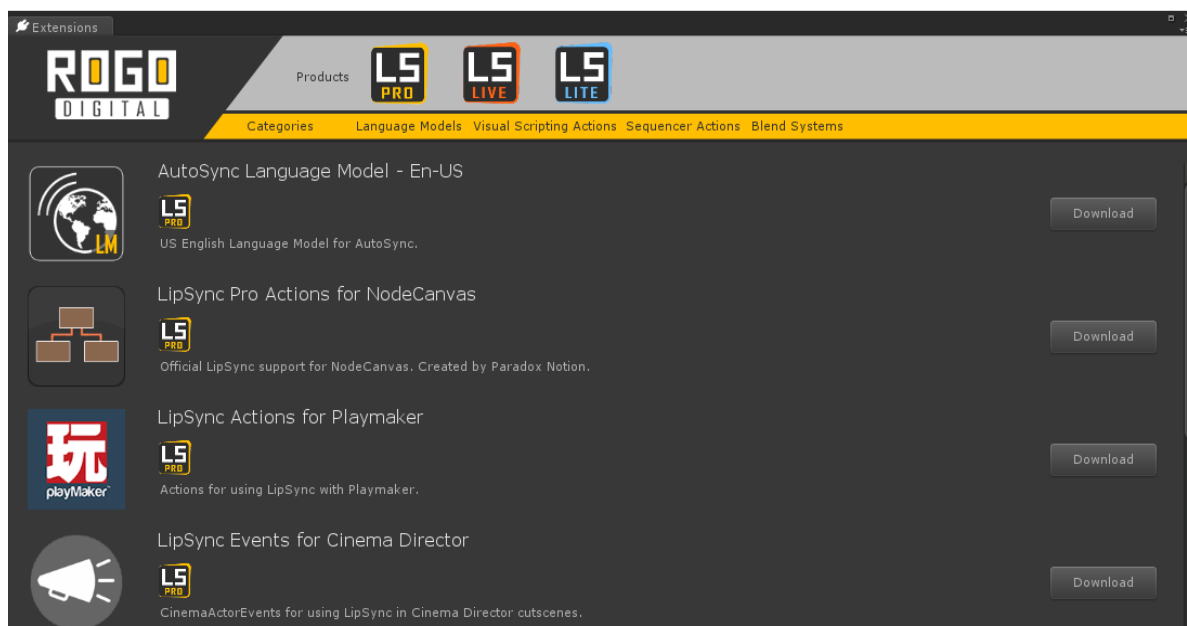 Extensions
ROGO
DIGITAL
Products
LS
PRO
LS
LIVE
LS
LITE
Categories
Language Models
Visual Scripting Actions
Sequencer Actions
Blend Systems
AutoSync Language Model - En-US
LM
LS
PRO
US English Language Model for AutoSync.
Download
LipSync Pro Actions for NodeCanvas
LS
PRO
Official LipSync support for NodeCanvas. Created by Paradox Notion.
Download
LipSync Actions for Playmaker
玩
playMaker
LS
PRO
Actions for using LipSync with Playmaker.
Download
LipSync Events for Cinema Director
LS
PRO
CinemaActorEvents for using LipSync in Cinema Director cutscenes.
Download